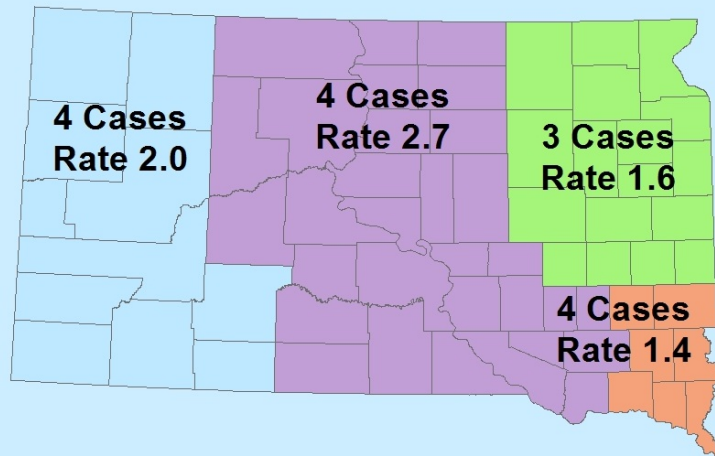 4 Cases
Rate 2.0
4 Cases
Rate 2.7
3 Cases
Rate 1.6
4 Cases
Rate 1.4